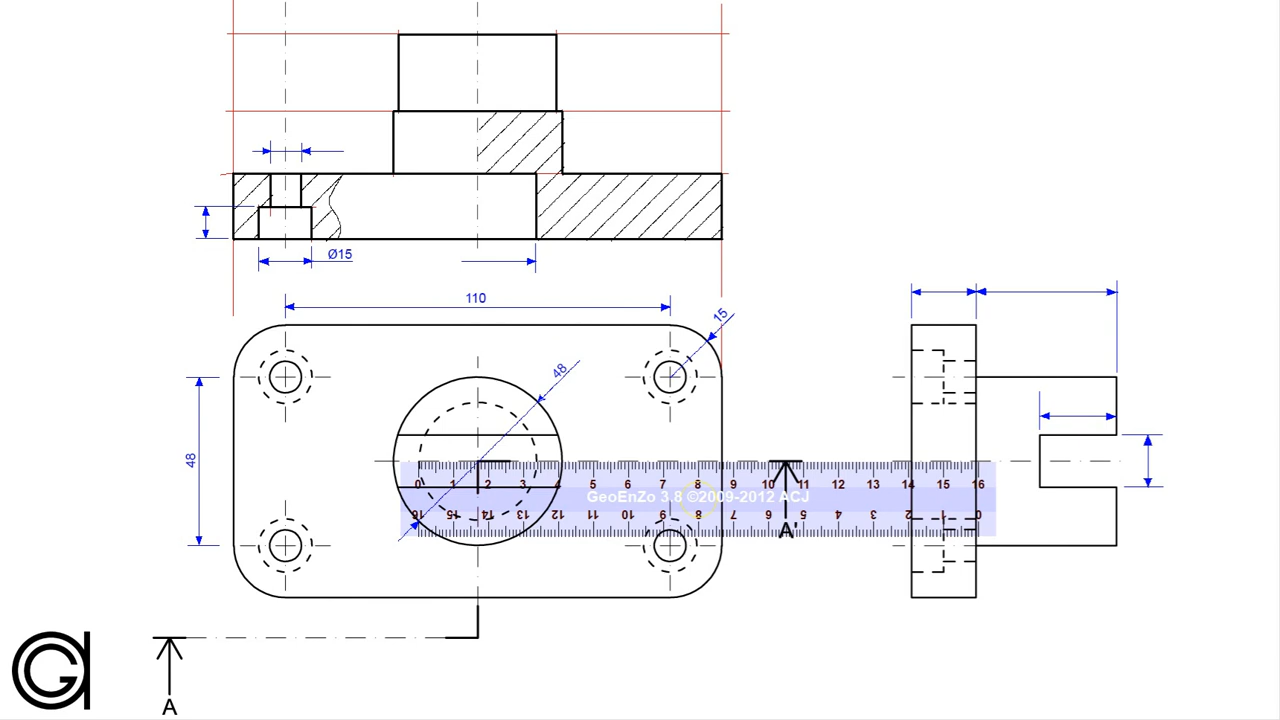 Ø15
110
15
48
48
0 1 2 3 4 5 6 7 8 9 10 11 12 13 14 15 16
GeoEnZo 3.8 ©2009-2012 ACJ
16 15 14 13 12 11 10 9 8 7 6 5 4 3 2 1 0
A'
A